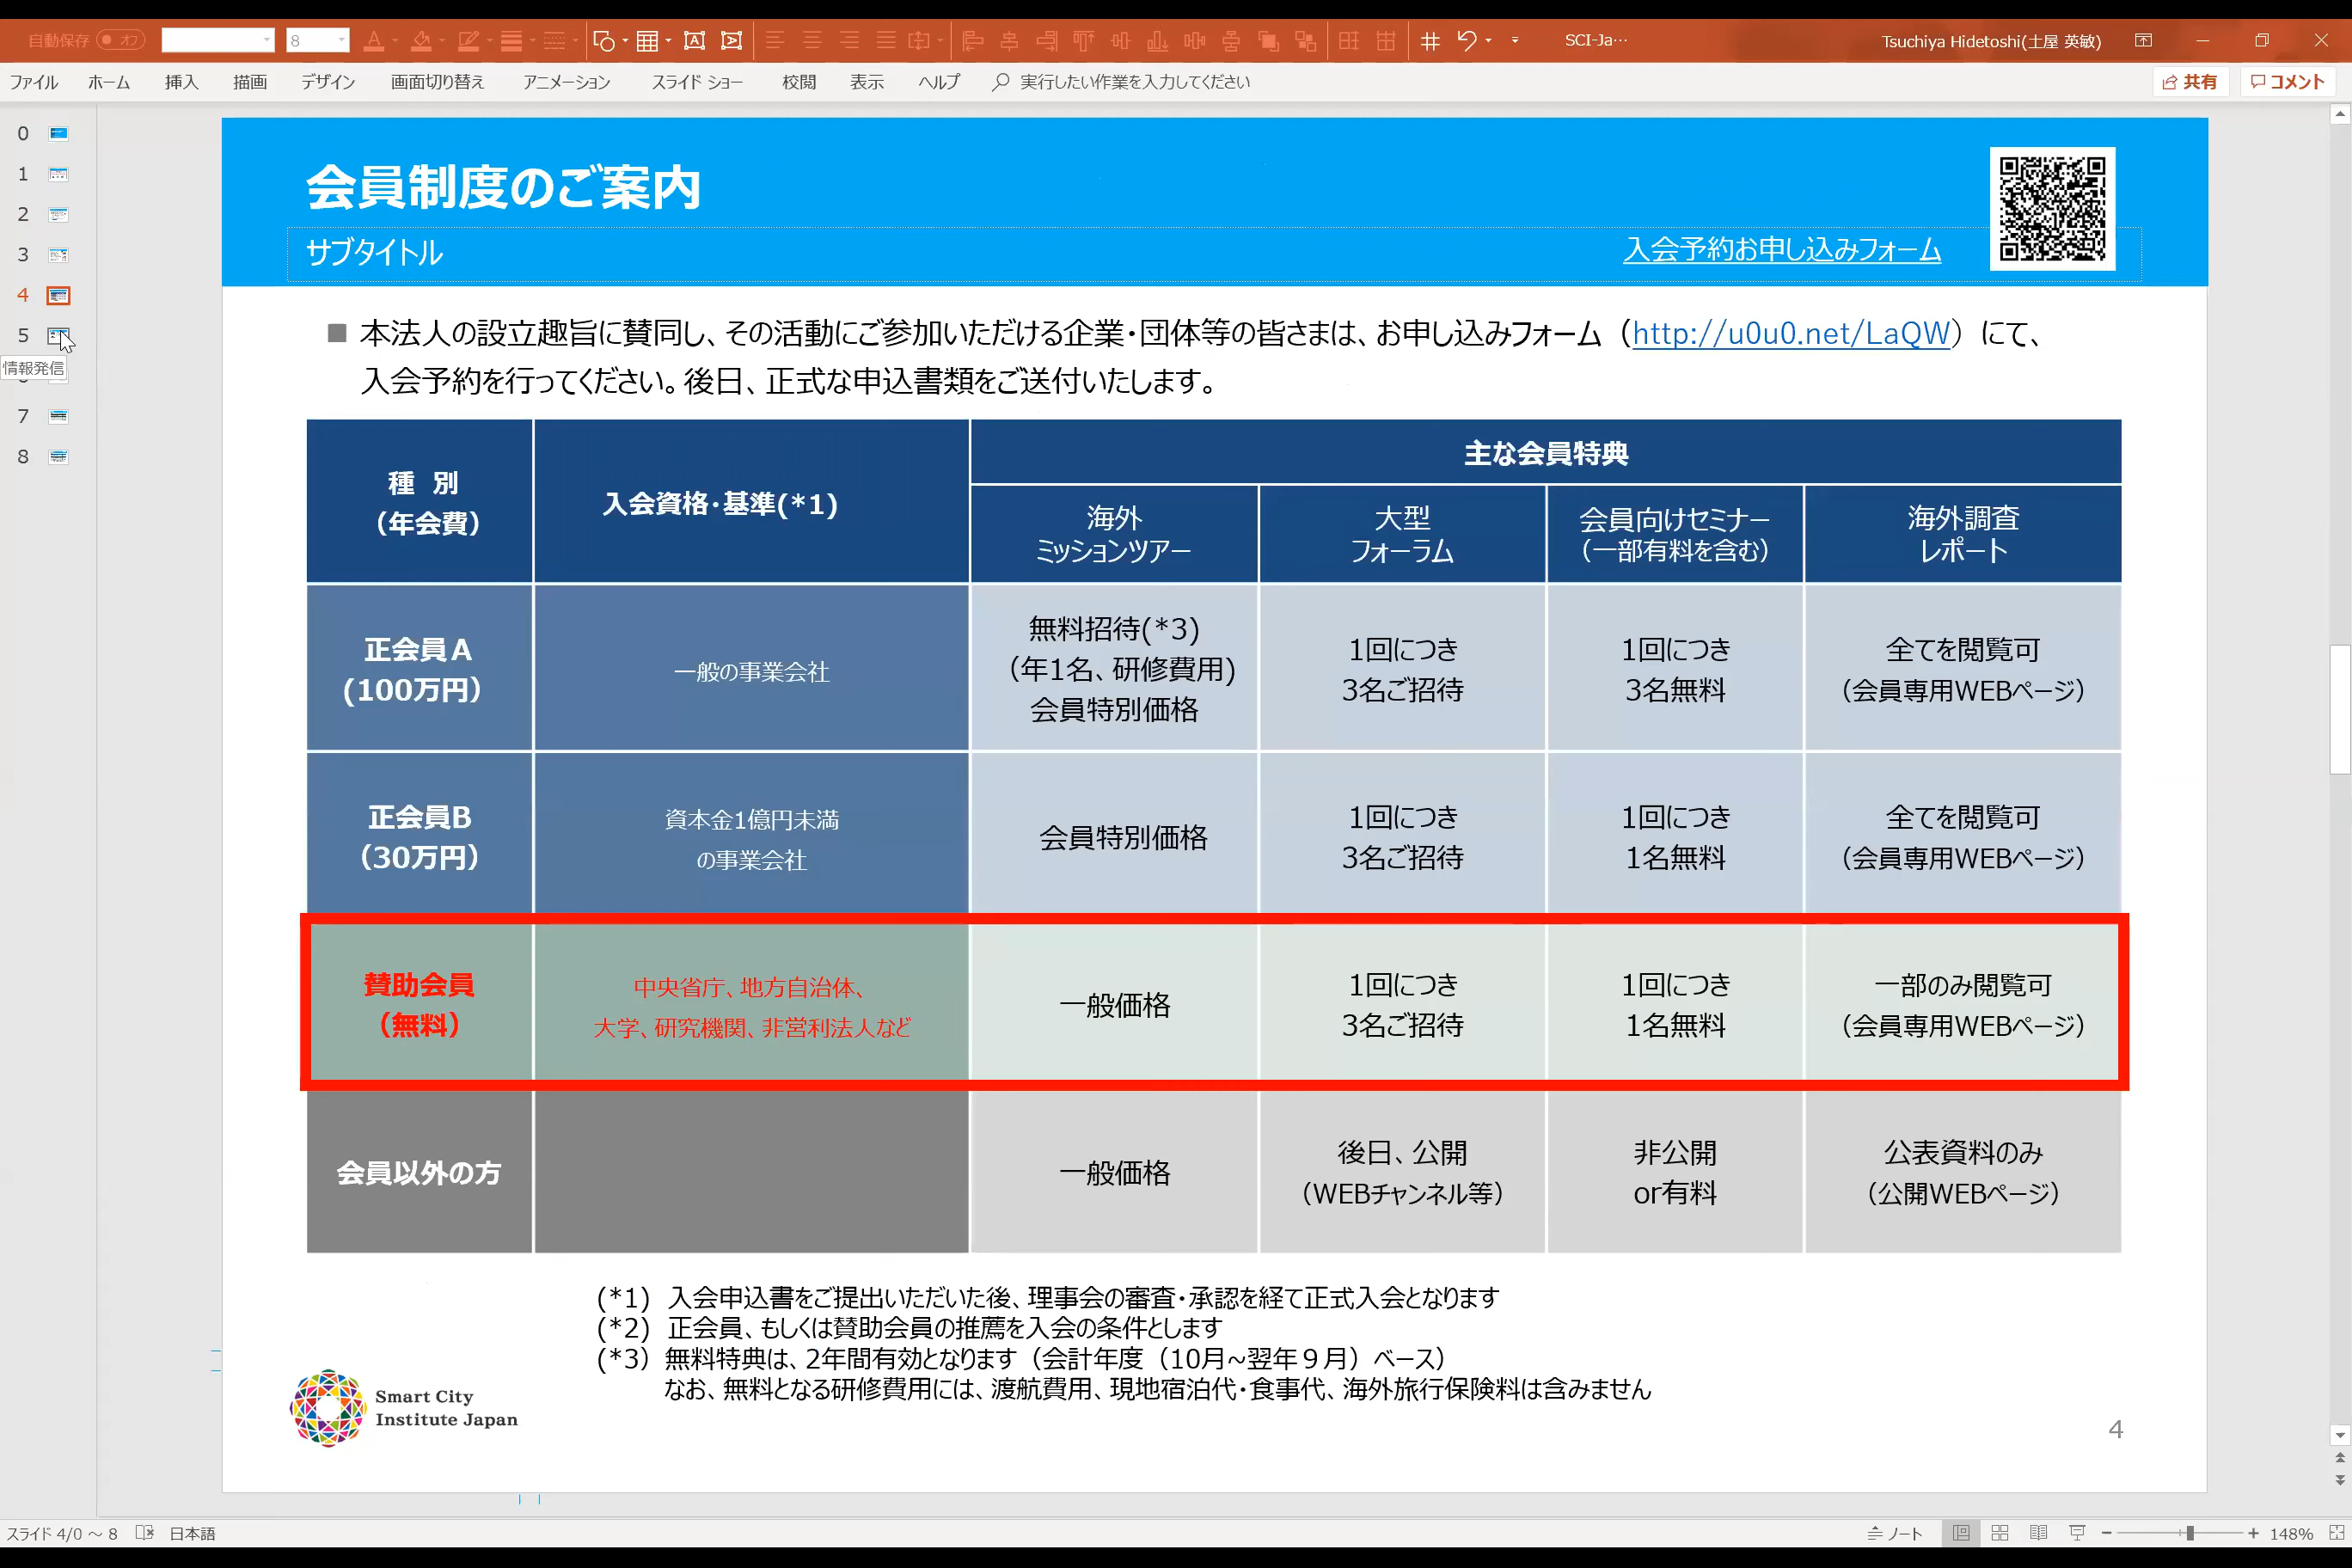 自動保存 オフ
8
SCI-Ja…
Tsuchiya Hidetoshi(土屋 英敏)
ファイル ホーム 挿入 描画 デザイン 画面切り替え アニメーション スライド ショー 校閲 表示 ヘルプ 実行したい作業を入力してください 共有 コメント
0
1
2
3
4
5
情報発信
7
8
会員制度のご案内
サブタイトル
入会予約お申し込みフォーム
■ 本法人の設立趣旨に賛同し、その活動にご参加いただける企業・団体等の皆さまは、お申し込みフォーム（http://u0u0.net/LaQW）にて、
入会予約を行ってください。後日、正式な申込書類をご送付いたします。
種 別
（年会費）
入会資格・基準(*1)
主な会員特典
海外
ミッションツアー
大型
フォーラム
会員向けセミナー
（一部有料を含む）
海外調査
レポート
正会員A
(100万円）
一般の事業会社
無料招待(*3)
（年1名、研修費用)
会員特別価格
1回につき
3名ご招待
1回につき
3名無料
全てを閲覧可
（会員専用WEBページ）
正会員B
（30万円）
資本金1億円未満
の事業会社
会員特別価格
1回につき
3名ご招待
1回につき
1名無料
全てを閲覧可
（会員専用WEBページ）
賛助会員
（無料）
中央省庁、地方自治体、
大学、研究機関、非営利法人など
一般価格
1回につき
3名ご招待
1回につき
1名無料
一部のみ閲覧可
（会員専用WEBページ）
会員以外の方
一般価格
後日、公開
（WEBチャンネル等）
非公開
or有料
公表資料のみ
（公開WEBページ）
(*1) 入会申込書をご提出いただいた後、理事会の審査・承認を経て正式入会となります
(*2) 正会員、もしくは賛助会員の推薦を入会の条件とします
(*3）無料特典は、2年間有効となります（会計年度（10月~翌年９月）ベース）
なお、無料となる研修費用には、渡航費用、現地宿泊代・食事代、海外旅行保険料は含みません
Smart City
Institute Japan
4
スライド 4/0 ～ 8 日本語 ノート 148%